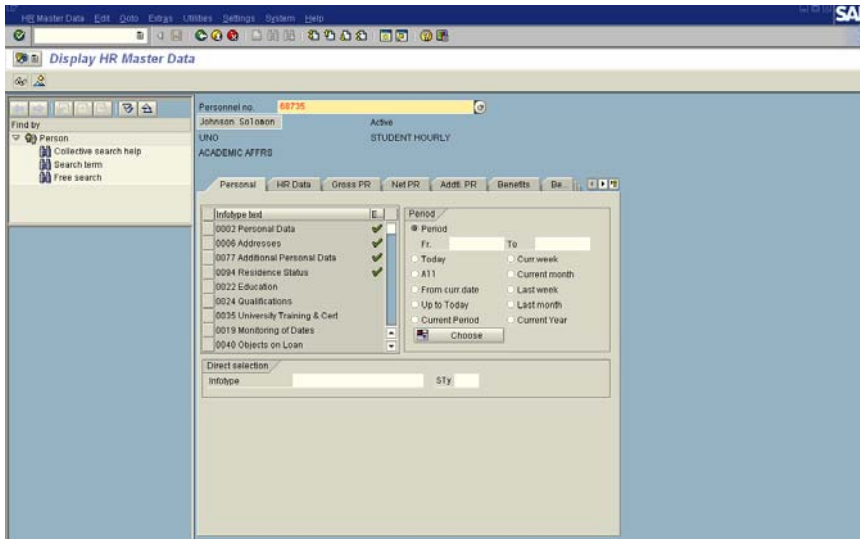 HR Master Data Edit Goto Extras Utilities Settings System Help
SA
Display HR Master Data
Find by
Person
Collective search help
Search term
Free search
Personnel no. 60735
Johnson Solomon Active
UNO STUDENT HOURLY
ACADEMIC AFFRS
Personal HR Data Gross PR Net PR Addtl. PR Benefits Be...
Infotype text E...
0002 Personal Data
0006 Addresses
0077 Additional Personal Data
0094 Residence Status
0022 Education
0024 Qualifications
0035 University Training & Cert
0019 Monitoring of Dates
0040 Objects on Loan
Period
Period
Fr. To
Today Curr.week
All Current month
From curr.date Last week
Up to Today Last month
Current Period Current Year
Choose
Direct selection
Infotype STy